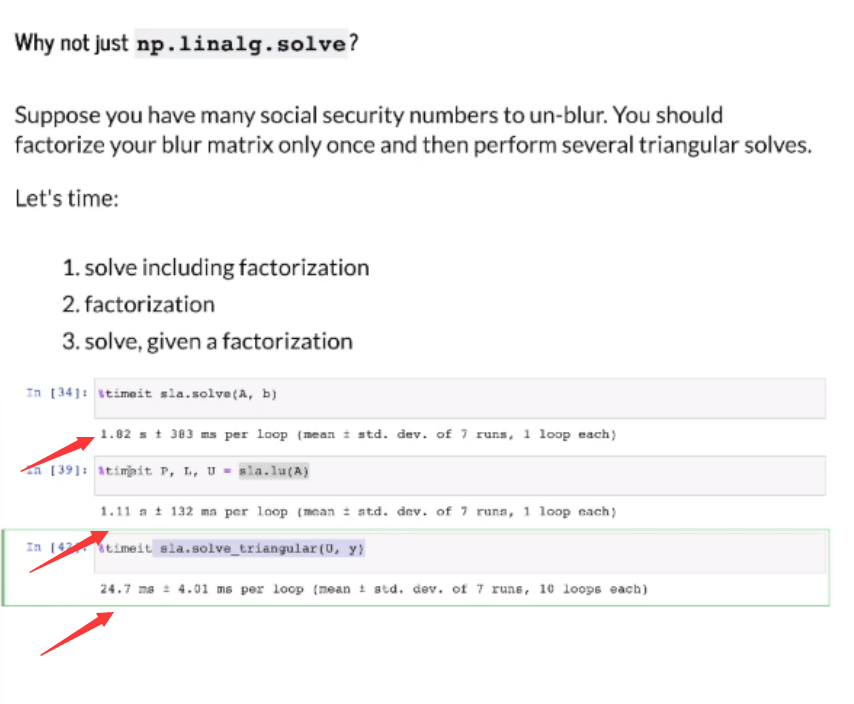 Why not just np.linalg.solve?
Suppose you have many social security numbers to un-blur. You should
factorize your blur matrix only once and then perform several triangular solves.
Let's time:
1. solve including factorization
2. factorization
3. solve, given a factorization
In [34]: %timeit sla.solve(A, b)
1.82 s ± 383 ms per loop (mean ± std. dev. of 7 runs, 1 loop each)
In [39]: %timeit P, L, U = sla.lu(A)
1.11 s ± 132 ms per loop (mean ± std. dev. of 7 runs, 1 loop each)
In %timeit sla.solve_triangular(U, y)
24.7 ms ± 4.01 ms per loop (mean ± std. dev. of 7 runs, 10 loops each)